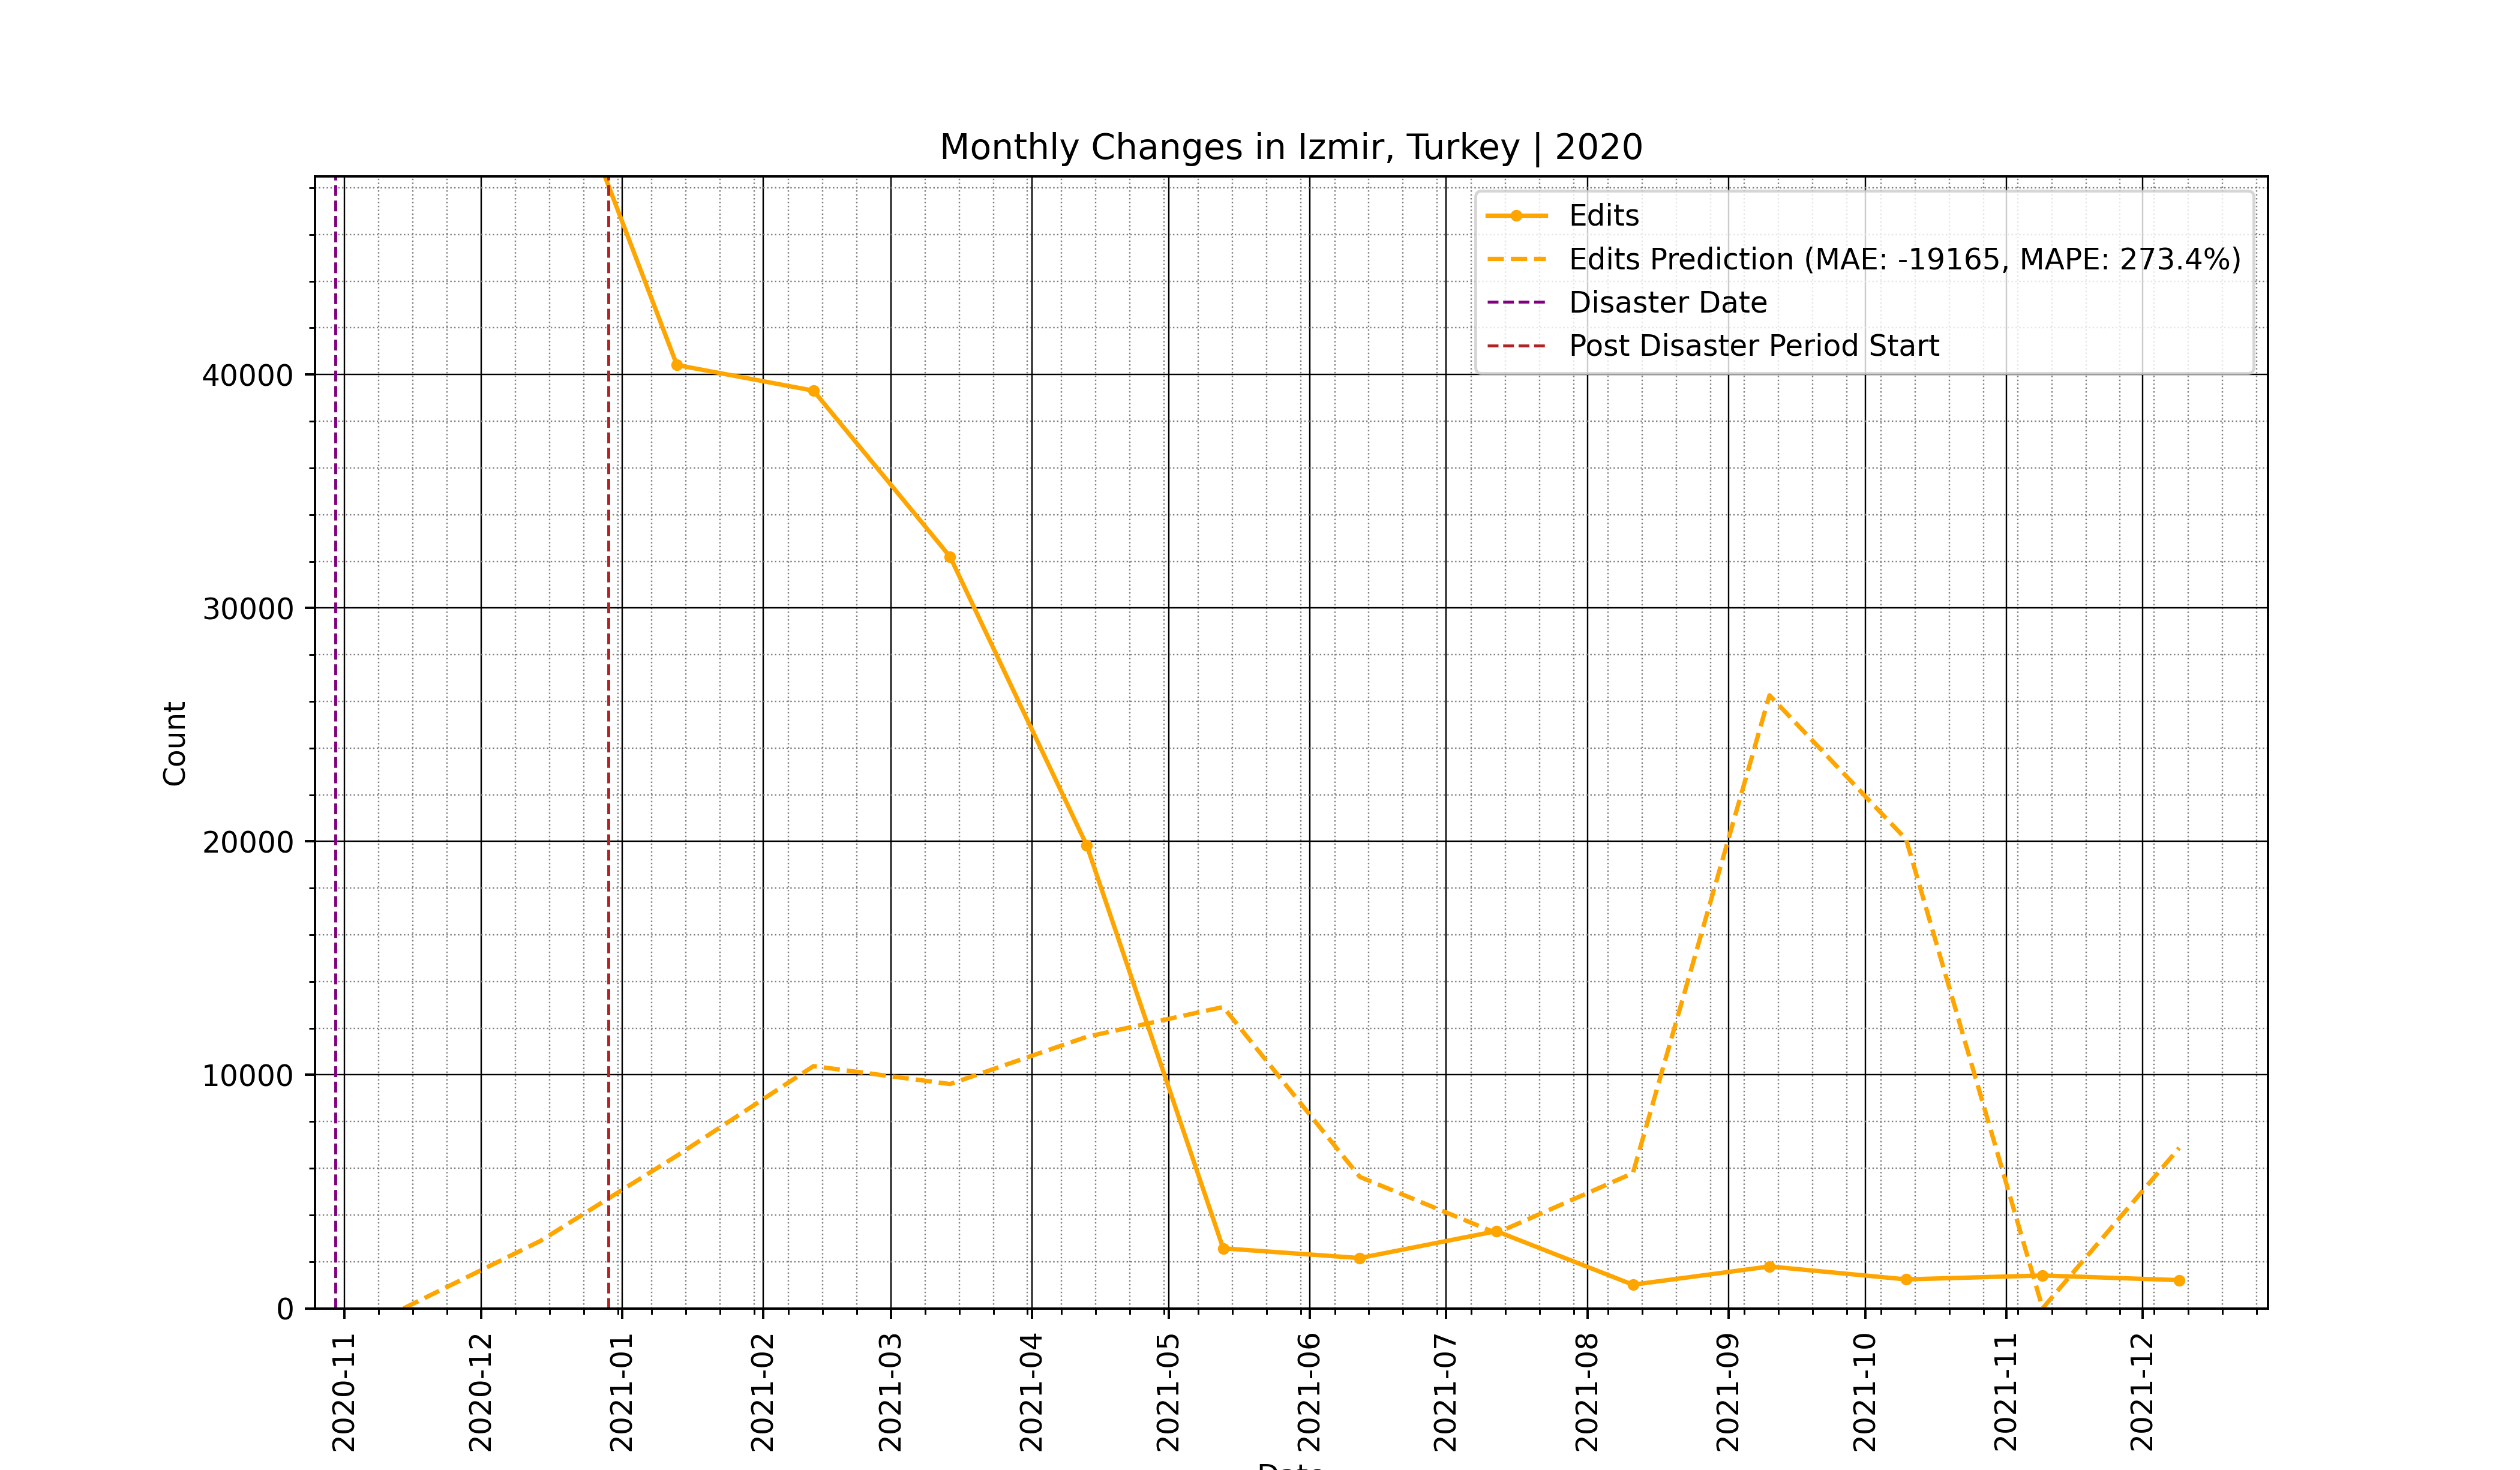 Monthly Changes in Izmir, Turkey | 2020
Edits
Edits Prediction (MAE: -19165, MAPE: 273.4%)
Disaster Date
Post Disaster Period Start
Count
40000
30000
20000
10000
0
2020-11
2020-12
2021-01
2021-02
2021-03
2021-04
2021-05
2021-06
2021-07
2021-08
2021-09
2021-10
2021-11
2021-12
Date